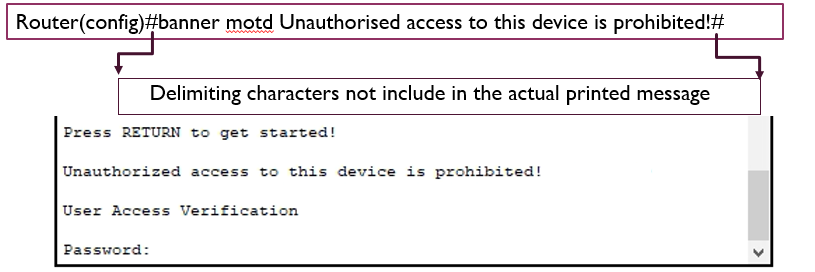 Router(config)#banner motd Unauthorised access to this device is prohibited!#
Delimiting characters not include in the actual printed message
Press RETURN to get started!
Unauthorized access to this device is prohibited!
User Access Verification
Password: